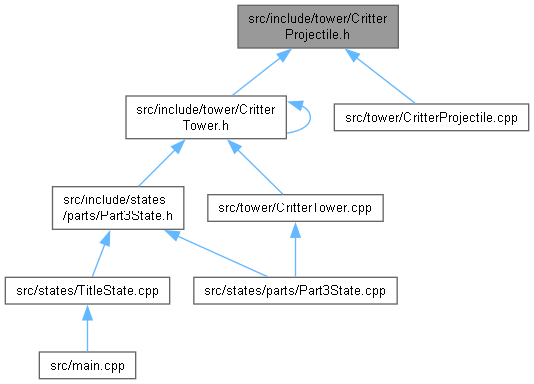 src/include/tower/Critter
Projectile.h
src/include/tower/Critter
Tower.h
src/tower/CritterProjectile.cpp
src/include/states
/parts/Part3State.h
src/tower/CritterTower.cpp
src/states/TitleState.cpp
src/states/parts/Part3State.cpp
src/main.cpp